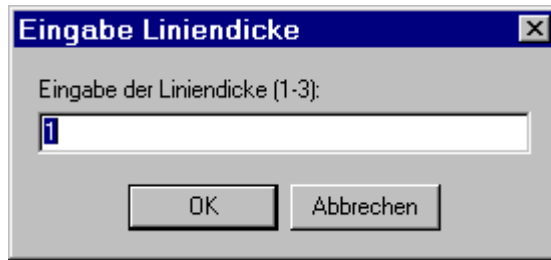 Eingabe Liniendicke
Eingabe der Liniendicke (1-3):
1
OK Abbrechen